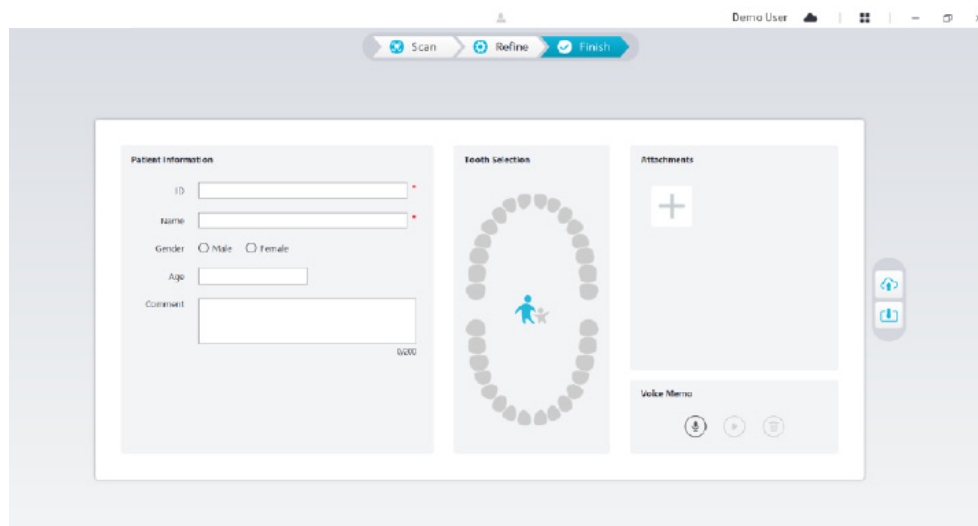 Demo User
Scan
Refine
Finish
Patient Information
ID
*
Name
*
Gender
Male
Female
Age
Comment
0/200
Tooth Selection
Attachments
Voice Memo